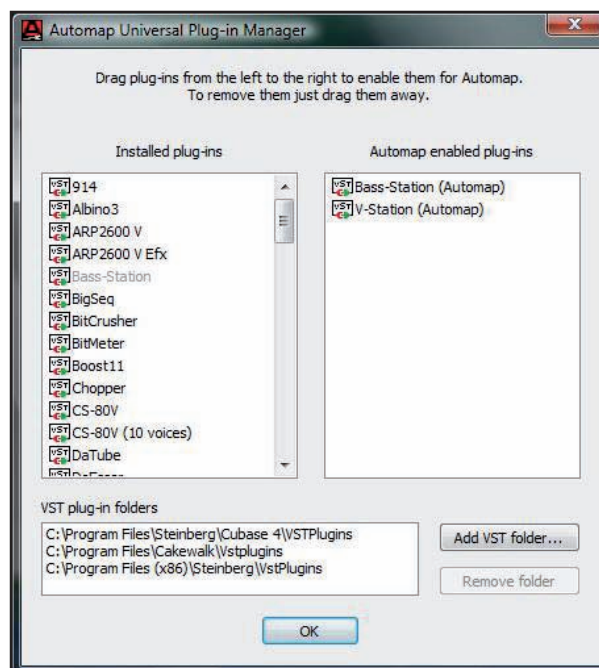 Automap Universal Plug-in Manager
Drag plug-ins from the left to the right to enable them for Automap.
To remove them just drag them away.
Installed plug-ins
914
Albino3
ARP2600 V
ARP2600 V Efx
Bass-Station
BigSeq
BitCrusher
BitMeter
Boost11
Chopper
CS-80V
CS-80V (10 voices)
DaTube
Automap enabled plug-ins
Bass-Station (Automap)
V-Station (Automap)
VST plug-in folders
C:\Program Files\Steinberg\Cubase 4\VSTPlugins
C:\Program Files\Cakewalk\Vstplugins
C:\Program Files (x86)\Steinberg\VstPlugins
Add VST folder...
Remove folder
OK